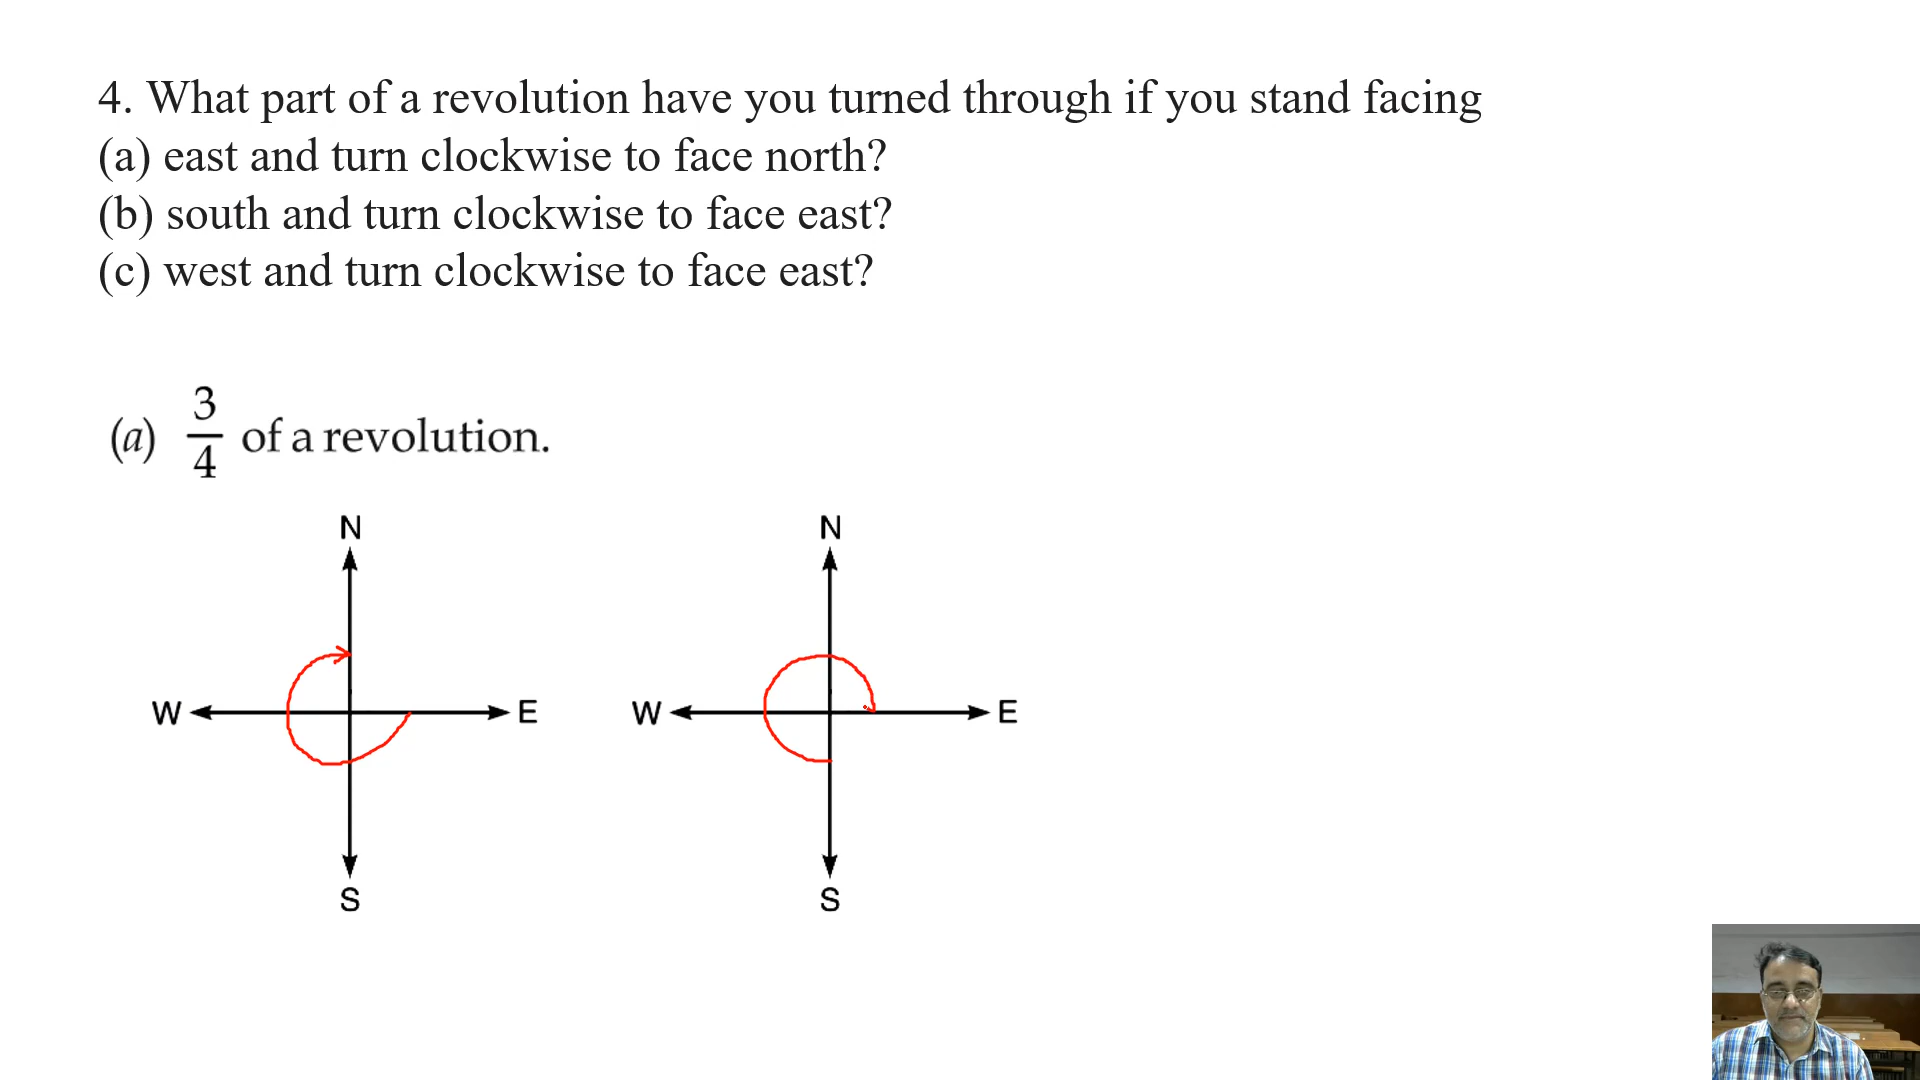 4. What part of a revolution have you turned through if you stand facing
(a) east and turn clockwise to face north?
(b) south and turn clockwise to face east?
(c) west and turn clockwise to face east?
(a) 3/4 of a revolution.
N N
W E W E
S S